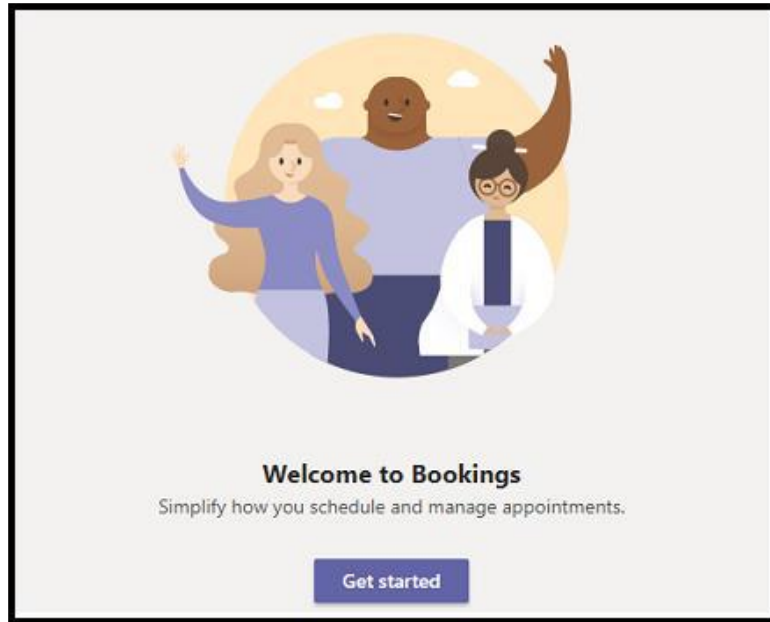 Welcome to Bookings
Simplify how you schedule and manage appointments.
Get started